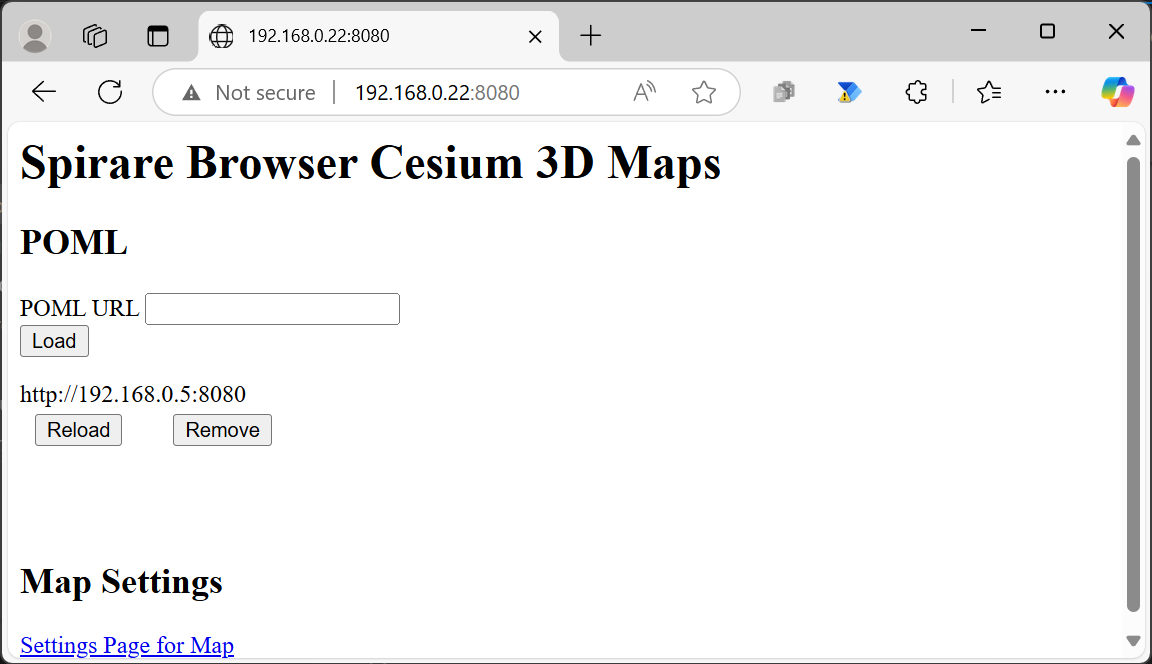 192.168.0.22:8080
Not secure 192.168.0.22:8080
Spirare Browser Cesium 3D Maps
POML
POML URL
Load
http://192.168.0.5:8080
Reload Remove
Map Settings
Settings Page for Map